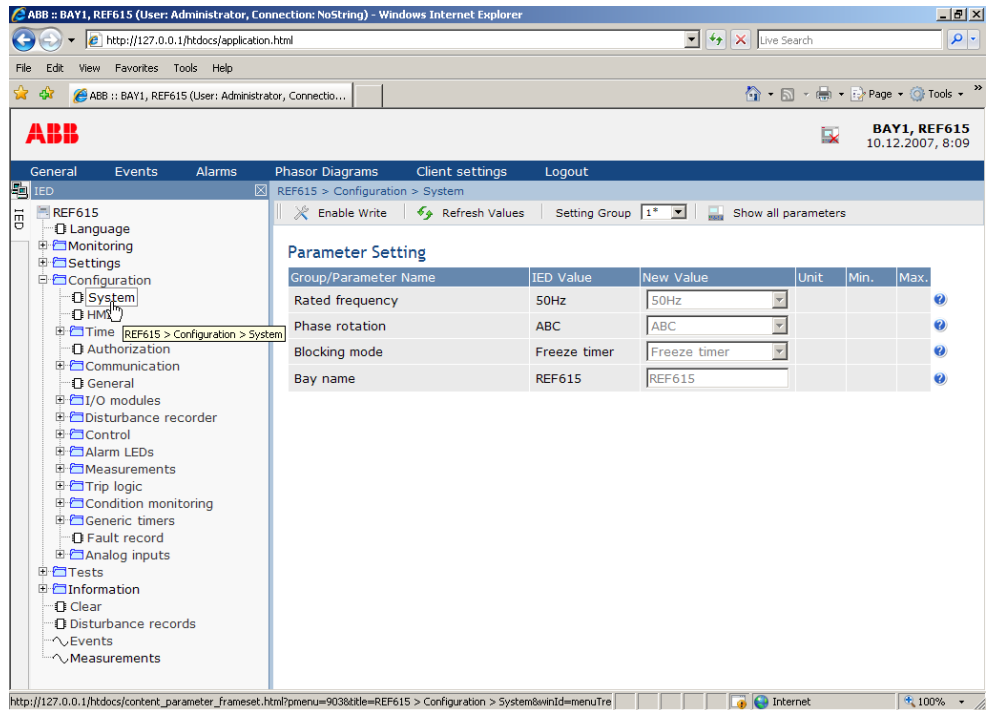 ABB :: BAY1, REF615 (User: Administrator, Connection: NoString) - Windows Internet Explorer
http://127.0.0.1/htdocs/application.html
Live Search
File Edit View Favorites Tools Help
ABB :: BAY1, REF615 (User: Administrator, Connectio...
Page Tools
ABB
BAY1, REF615
10.12.2007, 8:09
General Events Alarms Phasor Diagrams Client settings Logout
IED
REF615 > Configuration > System
IED
Enable Write Refresh Values Setting Group 1* Show all parameters
REF615
Language
Monitoring
Settings
Configuration
System
HMI
Time
REF615 > Configuration > System
Authorization
Communication
General
I/O modules
Disturbance recorder
Control
Alarm LEDs
Measurements
Trip logic
Condition monitoring
Generic timers
Fault record
Analog inputs
Tests
Information
Clear
Disturbance records
Events
Measurements
Parameter Setting
Group/Parameter Name IED Value New Value Unit Min. Max.
Rated frequency 50Hz 50Hz
Phase rotation ABC ABC
Blocking mode Freeze timer Freeze timer
Bay name REF615 REF615
http://127.0.0.1/htdocs/content_parameter_frameset.html?pmenu=903&title=REF615 > Configuration > System&winId=menuTre
Internet
100%